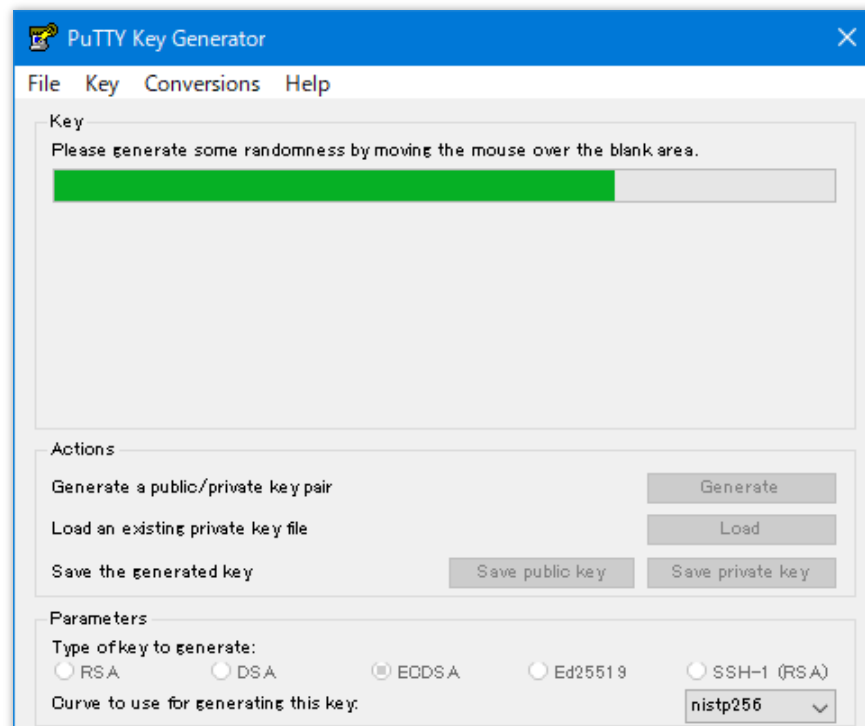 PuTTY Key Generator
File Key Conversions Help
Key
Please generate some randomness by moving the mouse over the blank area.
Actions
Generate a public/private key pair
Generate
Load an existing private key file
Load
Save the generated key
Save public key
Save private key
Parameters
Type of key to generate:
RSA DSA ECDSA Ed25519 SSH-1 (RSA)
Curve to use for generating this key:
nistp256